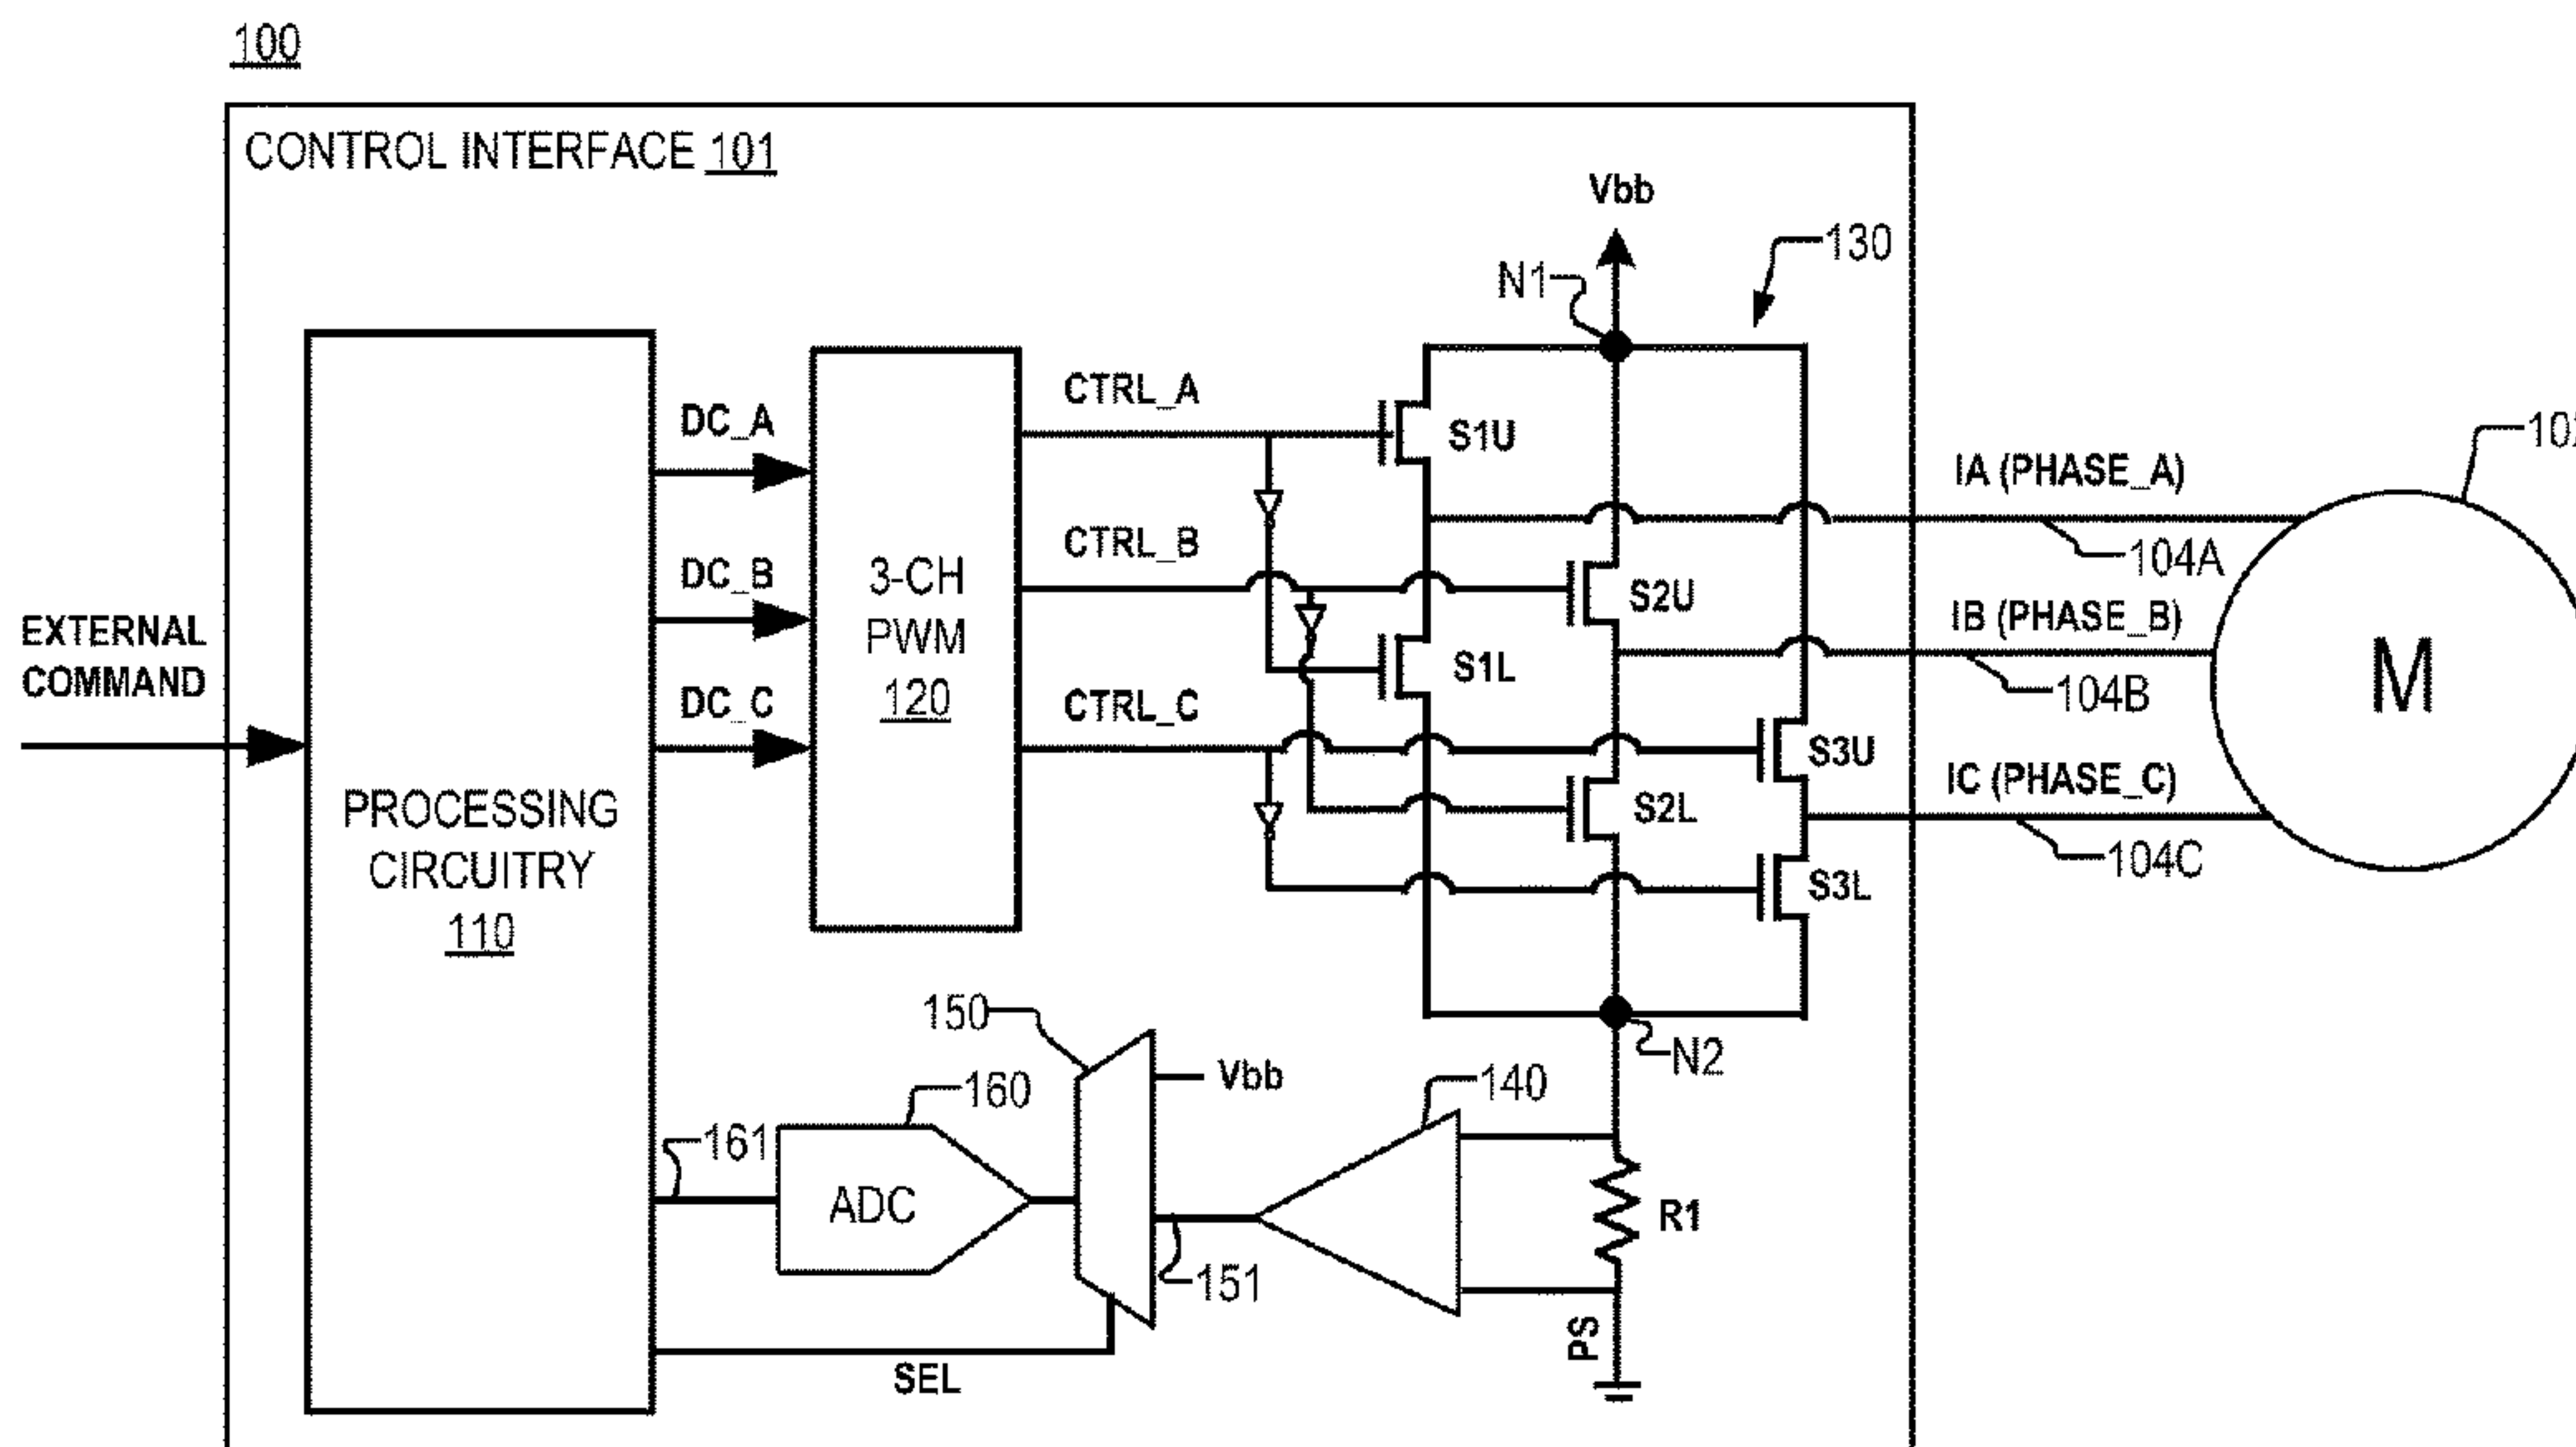 100
CONTROL INTERFACE 101
Vbb
130
N1
CTRL_A
DC_A
S1U
IA (PHASE_A)
104A
CTRL_B
DC_B
3-CH
PWM
120
S2U
IB (PHASE_B)
104B
M
EXTERNAL
COMMAND
S1L
DC_C
CTRL_C
S3U
IC (PHASE_C)
104C
S2L
S3L
PROCESSING
CIRCUITRY
110
150
N2
Vbb
160
140
161
ADC
R1
151
PS
SEL